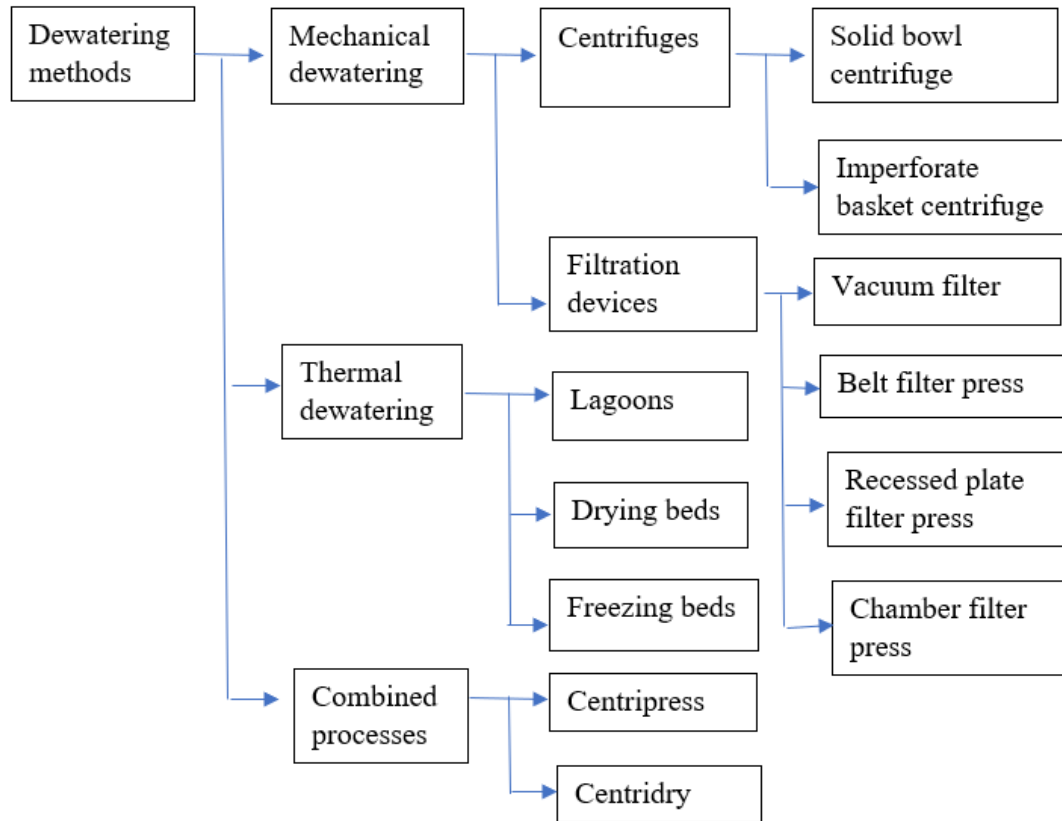 Dewatering
methods
Mechanical
dewatering
Centrifuges
Solid bowl
centrifuge
Imperforate
basket centrifuge
Filtration
devices
Vacuum filter
Belt filter press
Recessed plate
filter press
Chamber filter
press
Thermal
dewatering
Lagoons
Drying beds
Freezing beds
Combined
processes
Centripress
Centridry